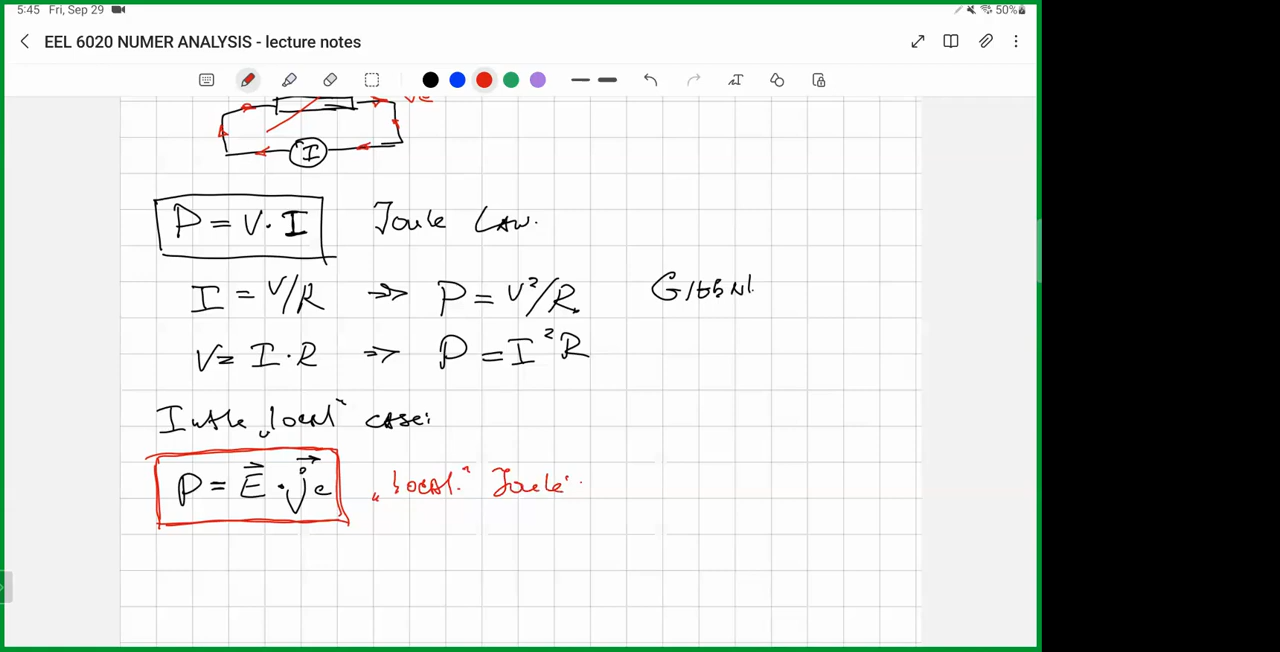 5:45 Fri, Sep 29 50%
EEL 6020 NUMER ANALYSIS - lecture notes
I
P = V · I Joule LAW.
I = V/R => P = V²/R
V = I · R => P = I²R
In the „local“ case:
P = E⃗ · j⃗e „local“ Joule